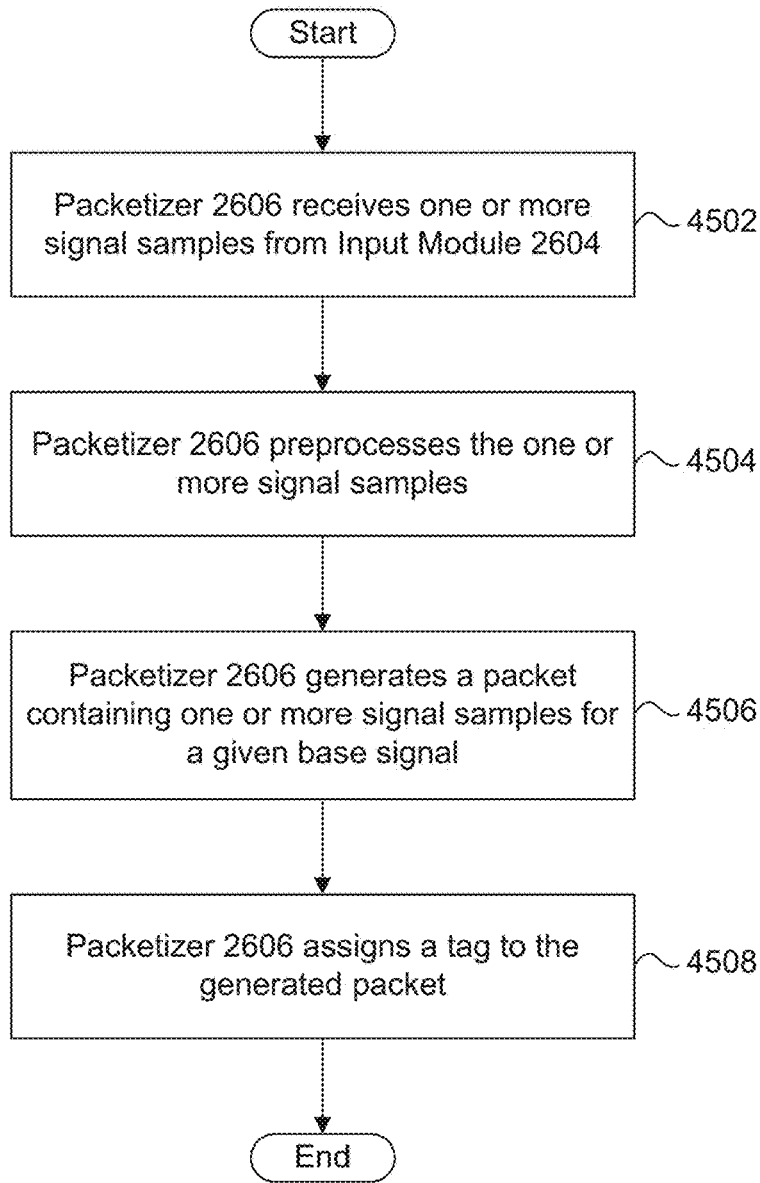 Start
Packetizer 2606 receives one or more
signal samples from Input Module 2604
4502
Packetizer 2606 preprocesses the one or
more signal samples
4504
Packetizer 2606 generates a packet
containing one or more signal samples for
a given base signal
4506
Packetizer 2606 assigns a tag to the
generated packet
4508
End